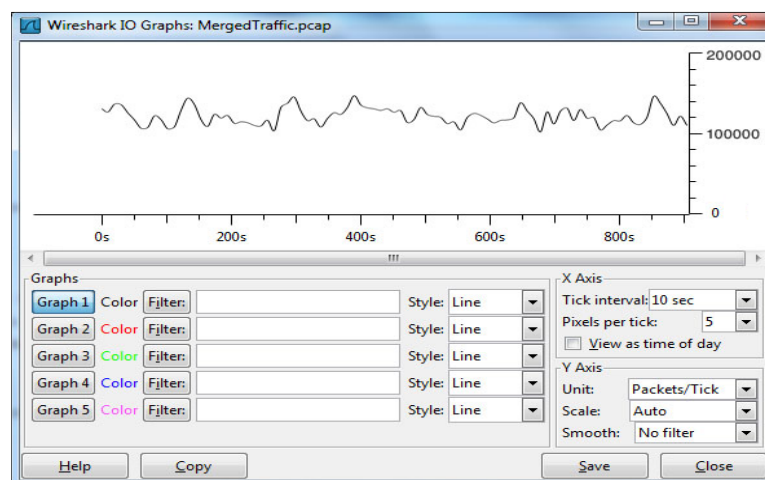 Wireshark IO Graphs: MergedTraffic.pcap
200000
100000
0
0s 200s 400s 600s 800s
Graphs
Graph 1 Color Filter: Style: Line
Graph 2 Color Filter: Style: Line
Graph 3 Color Filter: Style: Line
Graph 4 Color Filter: Style: Line
Graph 5 Color Filter: Style: Line
X Axis
Tick interval: 10 sec
Pixels per tick: 5
View as time of day
Y Axis
Unit: Packets/Tick
Scale: Auto
Smooth: No filter
Help Copy Save Close